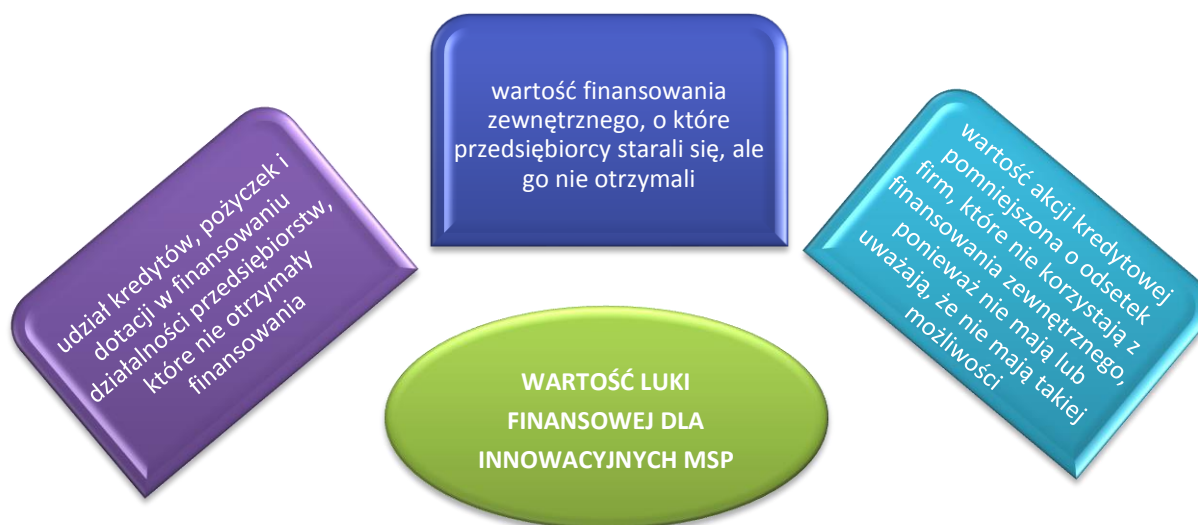 udział kredytów, pożyczek i
dotacji w finansowaniu
działalności przedsiębiorstw,
które nie otrzymały
finansowania
wartość finansowania
zewnętrznego, o które
przedsiębiorcy starali się, ale
go nie otrzymali
wartość akcji kredytowej
pomniejszona o odsetek
firm, które nie korzystają z
finansowania zewnętrznego,
ponieważ nie mają lub
uważają, że nie mają takiej
możliwości
WARTOŚĆ LUKI
FINANSOWEJ DLA
INNOWACYJNYCH MSP